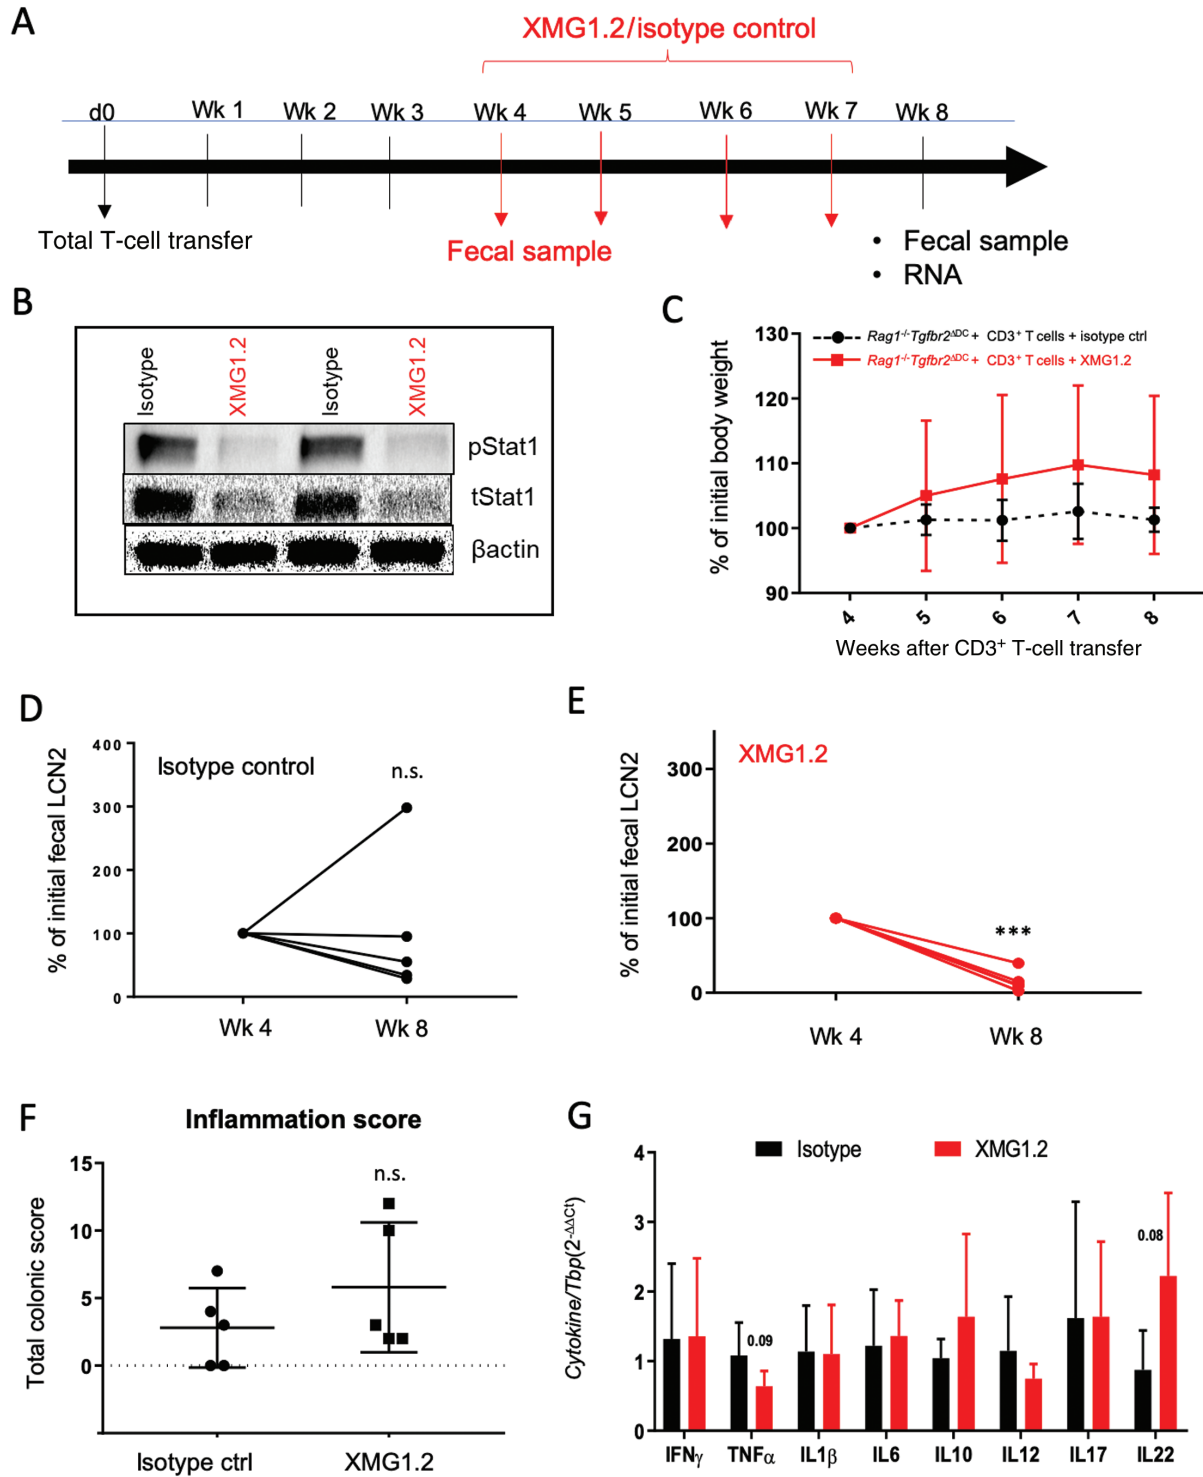 A
XMG1.2/isotype control
d0 Wk 1 Wk 2 Wk 3 Wk 4 Wk 5 Wk 6 Wk 7 Wk 8
Total T-cell transfer
Fecal sample
• Fecal sample
• RNA
B
Isotype XMG1.2 Isotype XMG1.2
pStat1
tStat1
βactin
C
Rag1-/-Tgfbr2ΔDC + CD3+ T cells + isotype ctrl
Rag1-/-Tgfbr2ΔDC + CD3+ T cells + XMG1.2
% of initial body weight
130
120
110
100
90
4 5 6 7 8
Weeks after CD3+ T-cell transfer
D
Isotype control
n.s.
% of initial fecal LCN2
400
300
200
100
0
Wk 4 Wk 8
E
XMG1.2
***
% of initial fecal LCN2
300
200
100
0
Wk 4 Wk 8
F
Inflammation score
n.s.
Total colonic score
15
10
5
0
Isotype ctrl XMG1.2
G
Isotype XMG1.2
Cytokine/Tbp(2-ΔΔCt)
4
3
2
1
0
0.09
0.08
IFNγ TNFα IL1β IL6 IL10 IL12 IL17 IL22